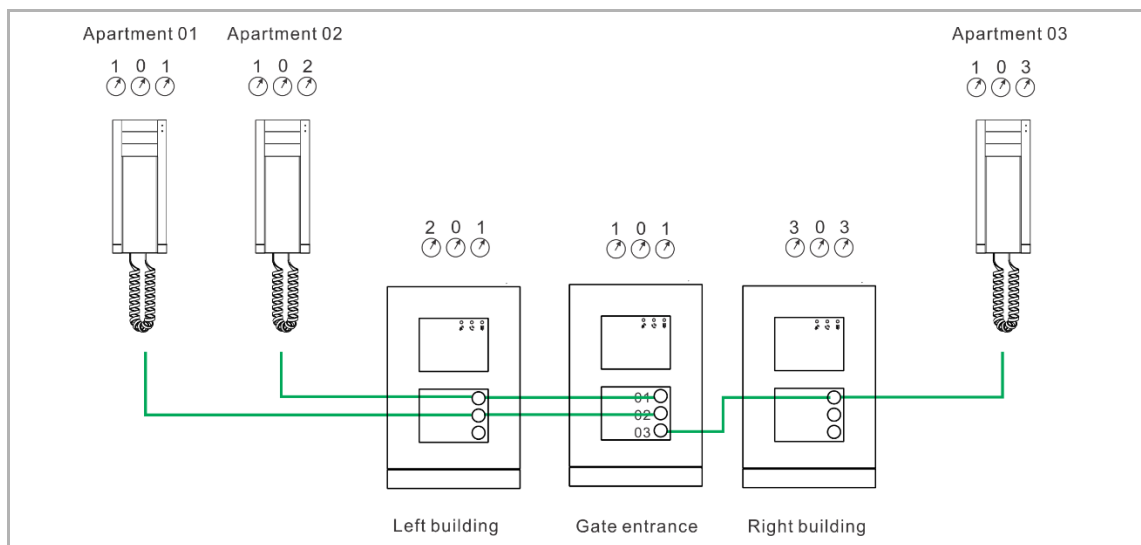 Apartment 01
Apartment 02
Apartment 03
1 0 1
1 0 2
1 0 3
2 0 1
1 0 1
3 0 3
01
02
03
Left building
Gate entrance
Right building